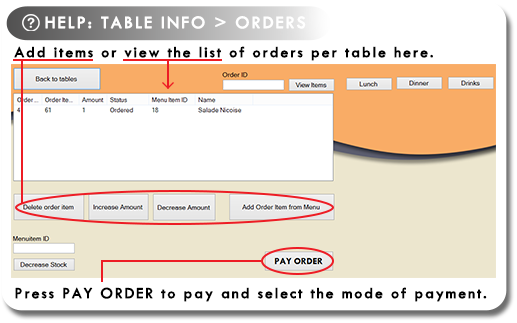 ? HELP: TABLE INFO > ORDERS
Add items or view the list of orders per table here.
Back to tables
Order ID
View Items
Lunch
Dinner
Drinks
Order ... Order Ite... Amount Status Menu Item ID Name
4 61 1 Ordered 18 Salade Nicoise
Delete order item
Increase Amount
Decrease Amount
Add Order Item from Menu
Menuitem ID
Decrease Stock
PAY ORDER
Press PAY ORDER to pay and select the mode of payment.